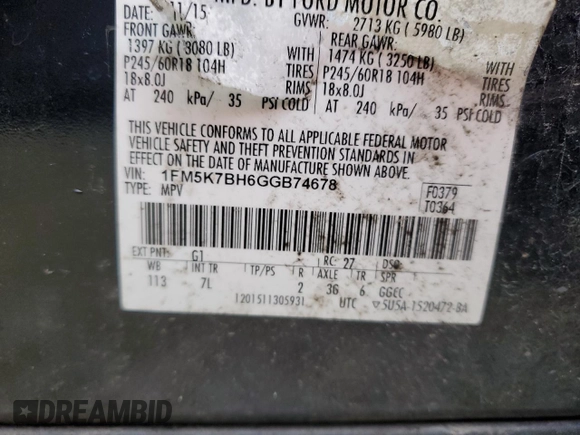 MFD. BY FORD MOTOR CO.
DATE: 11/15 GVWR: 2713 KG ( 5980 LB)
FRONT GAWR: REAR GAWR:
1397 KG ( 3080 LB) 1474 KG ( 3250 LB)
P245/60R18 104H TIRES P245/60R18 104H TIRES
18x8.0J RIMS 18x8.0J RIMS
AT 240 kPa/ 35 PSI COLD AT 240 kPa/ 35 PSI COLD
THIS VEHICLE CONFORMS TO ALL APPLICABLE FEDERAL MOTOR
VEHICLE SAFETY AND THEFT PREVENTION STANDARDS IN
EFFECT ON THE DATE OF MANUFACTURE SHOWN ABOVE.
VIN: 1FM5K7BH6GGB74678
TYPE: MPV
F0379
T0364
EXT PNT: G1 RC: 27 DSO:
WB INT TR TP/PS R AXLE TR SPR
113 7L 2 36 6 GGEC
1201511305931 UTC 5U5A-1520472-BA
DREAMBID